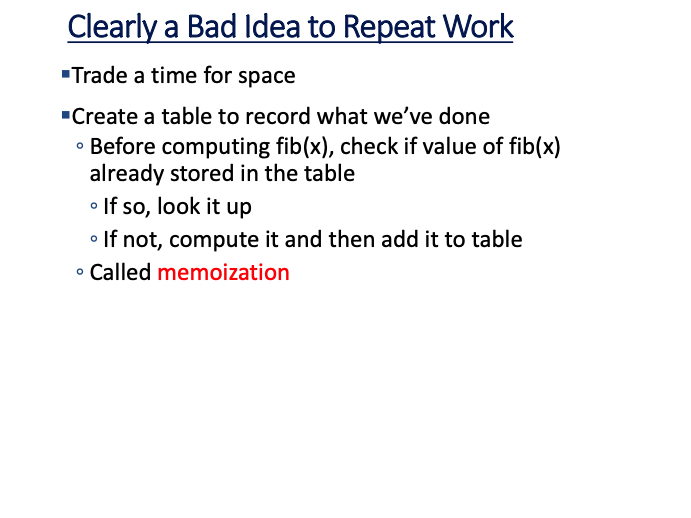 Clearly a Bad Idea to Repeat Work
▪Trade a time for space
▪Create a table to record what we’ve done
◦ Before computing fib(x), check if value of fib(x)
already stored in the table
◦ If so, look it up
◦ If not, compute it and then add it to table
◦ Called memoization